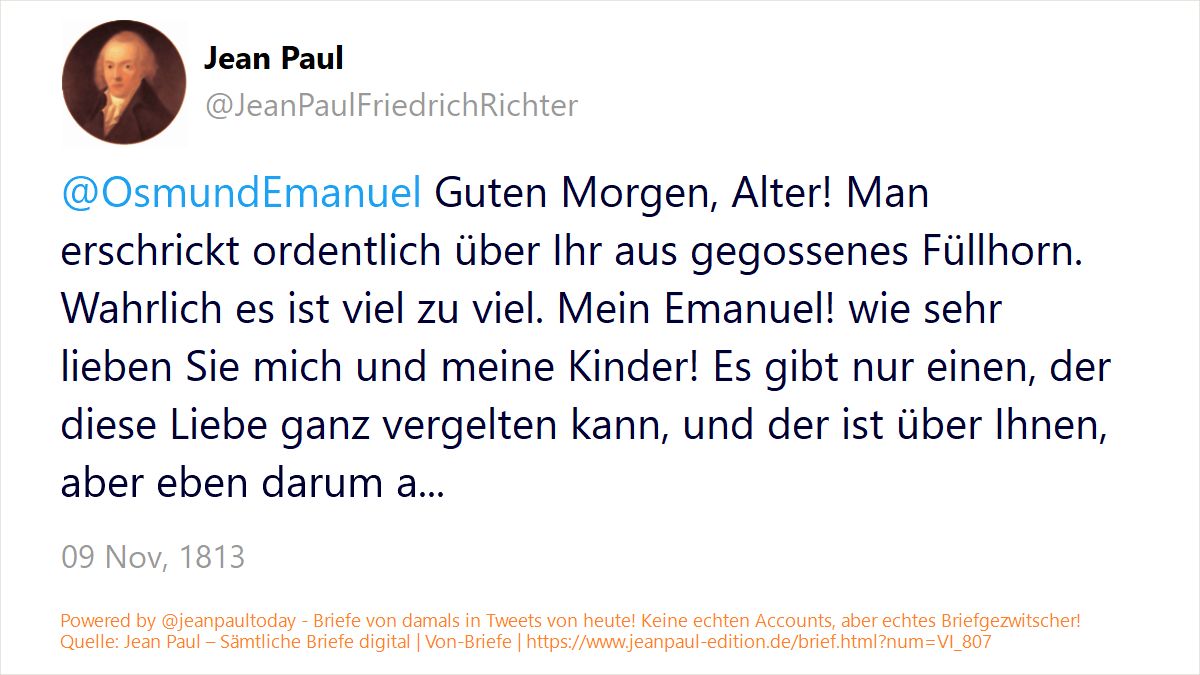 Jean Paul
@JeanPaulFriedrichRichter
@OsmundEmanuel Guten Morgen, Alter! Man
erschrickt ordentlich über Ihr aus gegossenes Füllhorn.
Wahrlich es ist viel zu viel. Mein Emanuel! wie sehr
lieben Sie mich und meine Kinder! Es gibt nur einen, der
diese Liebe ganz vergelten kann, und der ist über Ihnen,
aber eben darum a...
09 Nov, 1813
Powered by @jeanpaultoday - Briefe von damals in Tweets von heute! Keine echten Accounts, aber echtes Briefgezwitscher!
Quelle: Jean Paul – Sämtliche Briefe digital | Von-Briefe | https://www.jeanpaul-edition.de/brief.html?num=VI_807